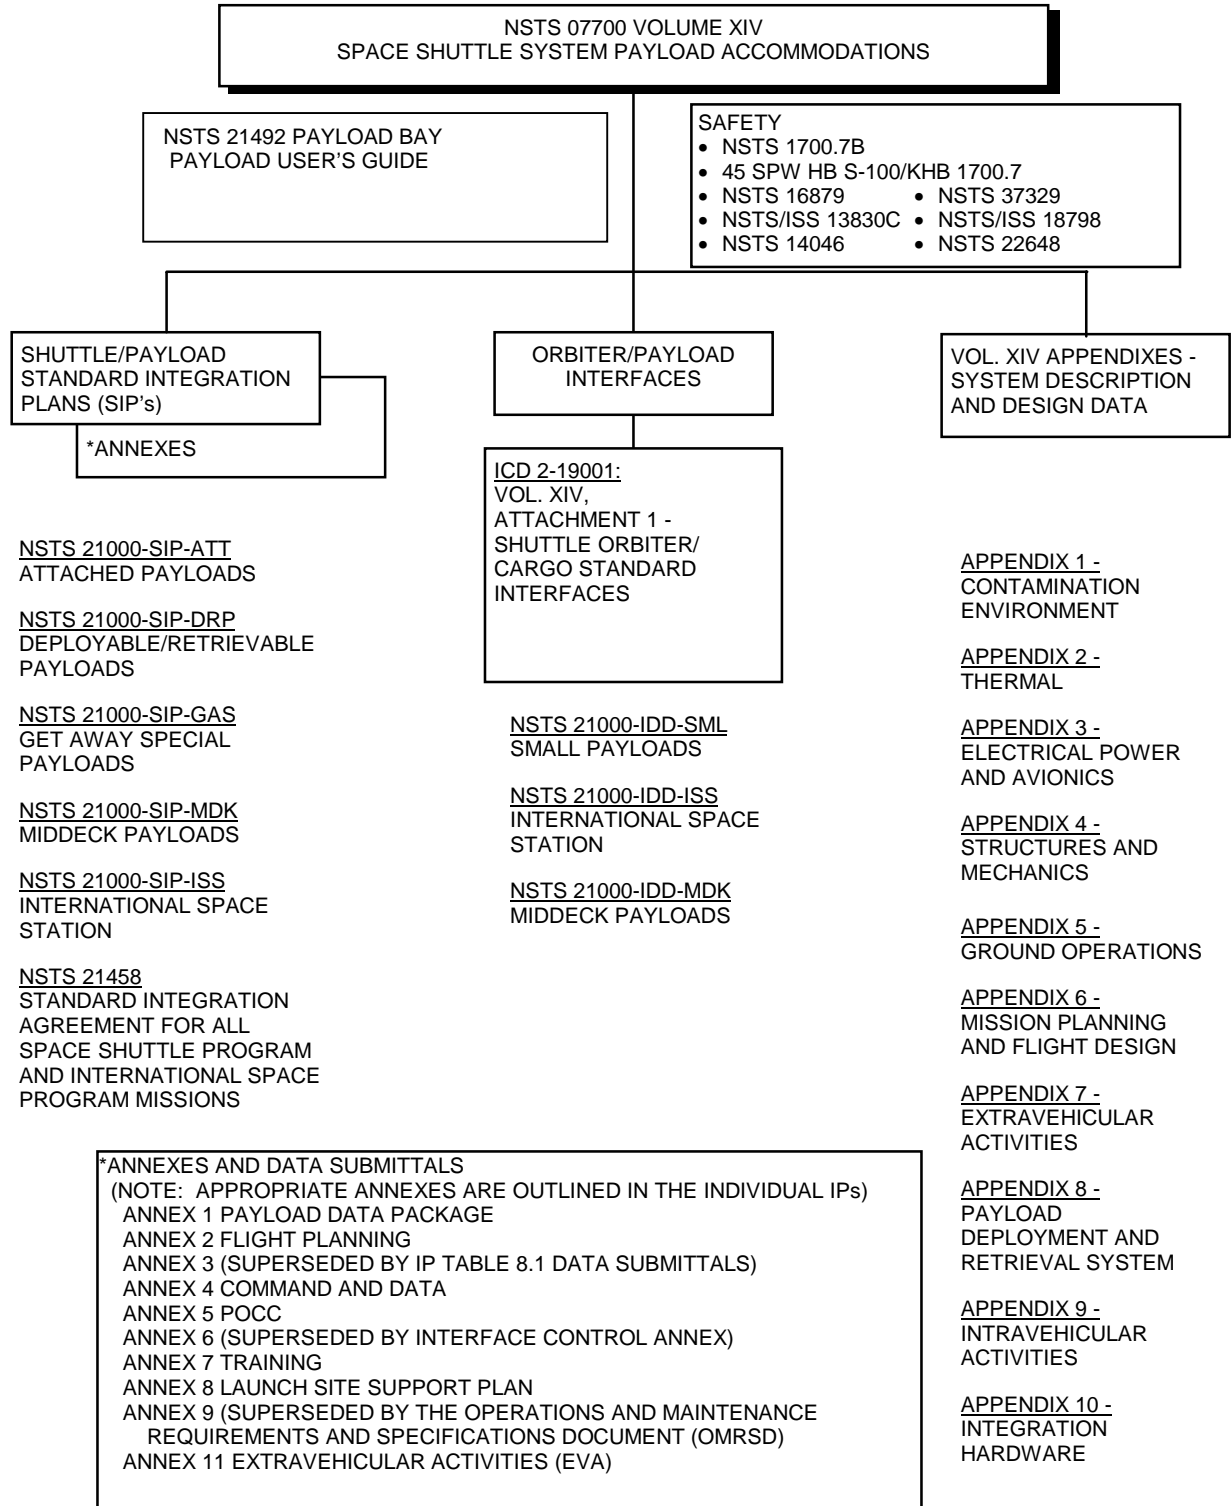 NSTS 07700 VOLUME XIV
SPACE SHUTTLE SYSTEM PAYLOAD ACCOMMODATIONS
NSTS 21492 PAYLOAD BAY
PAYLOAD USER'S GUIDE
SAFETY
• NSTS 1700.7B
• 45 SPW HB S-100/KHB 1700.7
• NSTS 16879 • NSTS 37329
• NSTS/ISS 13830C • NSTS/ISS 18798
• NSTS 14046 • NSTS 22648
SHUTTLE/PAYLOAD
STANDARD INTEGRATION
PLANS (SIP's)
*ANNEXES
ORBITER/PAYLOAD
INTERFACES
VOL. XIV APPENDIXES -
SYSTEM DESCRIPTION
AND DESIGN DATA
ICD 2-19001:
VOL. XIV,
ATTACHMENT 1 -
SHUTTLE ORBITER/
CARGO STANDARD
INTERFACES
NSTS 21000-SIP-ATT
ATTACHED PAYLOADS
NSTS 21000-SIP-DRP
DEPLOYABLE/RETRIEVABLE
PAYLOADS
NSTS 21000-SIP-GAS
GET AWAY SPECIAL
PAYLOADS
NSTS 21000-SIP-MDK
MIDDECK PAYLOADS
NSTS 21000-SIP-ISS
INTERNATIONAL SPACE
STATION
NSTS 21458
STANDARD INTEGRATION
AGREEMENT FOR ALL
SPACE SHUTTLE PROGRAM
AND INTERNATIONAL SPACE
PROGRAM MISSIONS
NSTS 21000-IDD-SML
SMALL PAYLOADS
NSTS 21000-IDD-ISS
INTERNATIONAL SPACE
STATION
NSTS 21000-IDD-MDK
MIDDECK PAYLOADS
APPENDIX 1 -
CONTAMINATION
ENVIRONMENT
APPENDIX 2 -
THERMAL
APPENDIX 3 -
ELECTRICAL POWER
AND AVIONICS
APPENDIX 4 -
STRUCTURES AND
MECHANICS
APPENDIX 5 -
GROUND OPERATIONS
APPENDIX 6 -
MISSION PLANNING
AND FLIGHT DESIGN
APPENDIX 7 -
EXTRAVEHICULAR
ACTIVITIES
APPENDIX 8 -
PAYLOAD
DEPLOYMENT AND
RETRIEVAL SYSTEM
APPENDIX 9 -
INTRAVEHICULAR
ACTIVITIES
APPENDIX 10 -
INTEGRATION
HARDWARE
*ANNEXES AND DATA SUBMITTALS
(NOTE: APPROPRIATE ANNEXES ARE OUTLINED IN THE INDIVIDUAL IPs)
ANNEX 1 PAYLOAD DATA PACKAGE
ANNEX 2 FLIGHT PLANNING
ANNEX 3 (SUPERSEDED BY IP TABLE 8.1 DATA SUBMITTALS)
ANNEX 4 COMMAND AND DATA
ANNEX 5 POCC
ANNEX 6 (SUPERSEDED BY INTERFACE CONTROL ANNEX)
ANNEX 7 TRAINING
ANNEX 8 LAUNCH SITE SUPPORT PLAN
ANNEX 9 (SUPERSEDED BY THE OPERATIONS AND MAINTENANCE
REQUIREMENTS AND SPECIFICATIONS DOCUMENT (OMRSD)
ANNEX 11 EXTRAVEHICULAR ACTIVITIES (EVA)